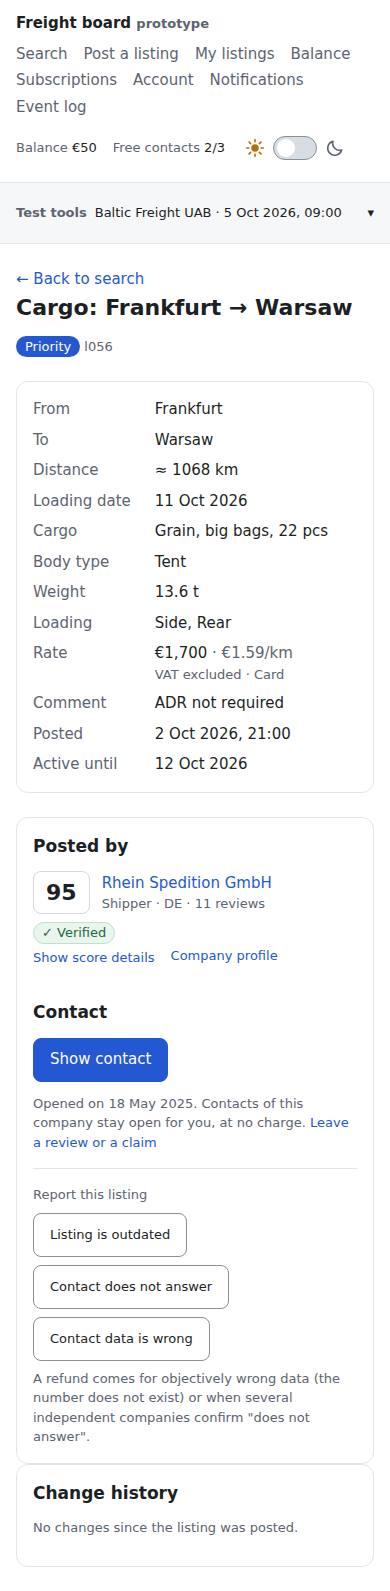 Freight board prototype
Search Post a listing My listings Balance
Subscriptions Account Notifications
Event log
Balance €50 Free contacts 2/3
Test tools Baltic Freight UAB · 5 Oct 2026, 09:00 ▾
← Back to search
Cargo: Frankfurt → Warsaw
Priority l056
From Frankfurt
To Warsaw
Distance ≈ 1068 km
Loading date 11 Oct 2026
Cargo Grain, big bags, 22 pcs
Body type Tent
Weight 13.6 t
Loading Side, Rear
Rate €1,700 · €1.59/km
VAT excluded · Card
Comment ADR not required
Posted 2 Oct 2026, 21:00
Active until 12 Oct 2026
Posted by
95 Rhein Spedition GmbH
Shipper · DE · 11 reviews
✓ Verified
Show score details Company profile
Contact
Show contact
Opened on 18 May 2025. Contacts of this
company stay open for you, at no charge. Leave
a review or a claim
Report this listing
Listing is outdated
Contact does not answer
Contact data is wrong
A refund comes for objectively wrong data (the
number does not exist) or when several
independent companies confirm "does not
answer".
Change history
No changes since the listing was posted.